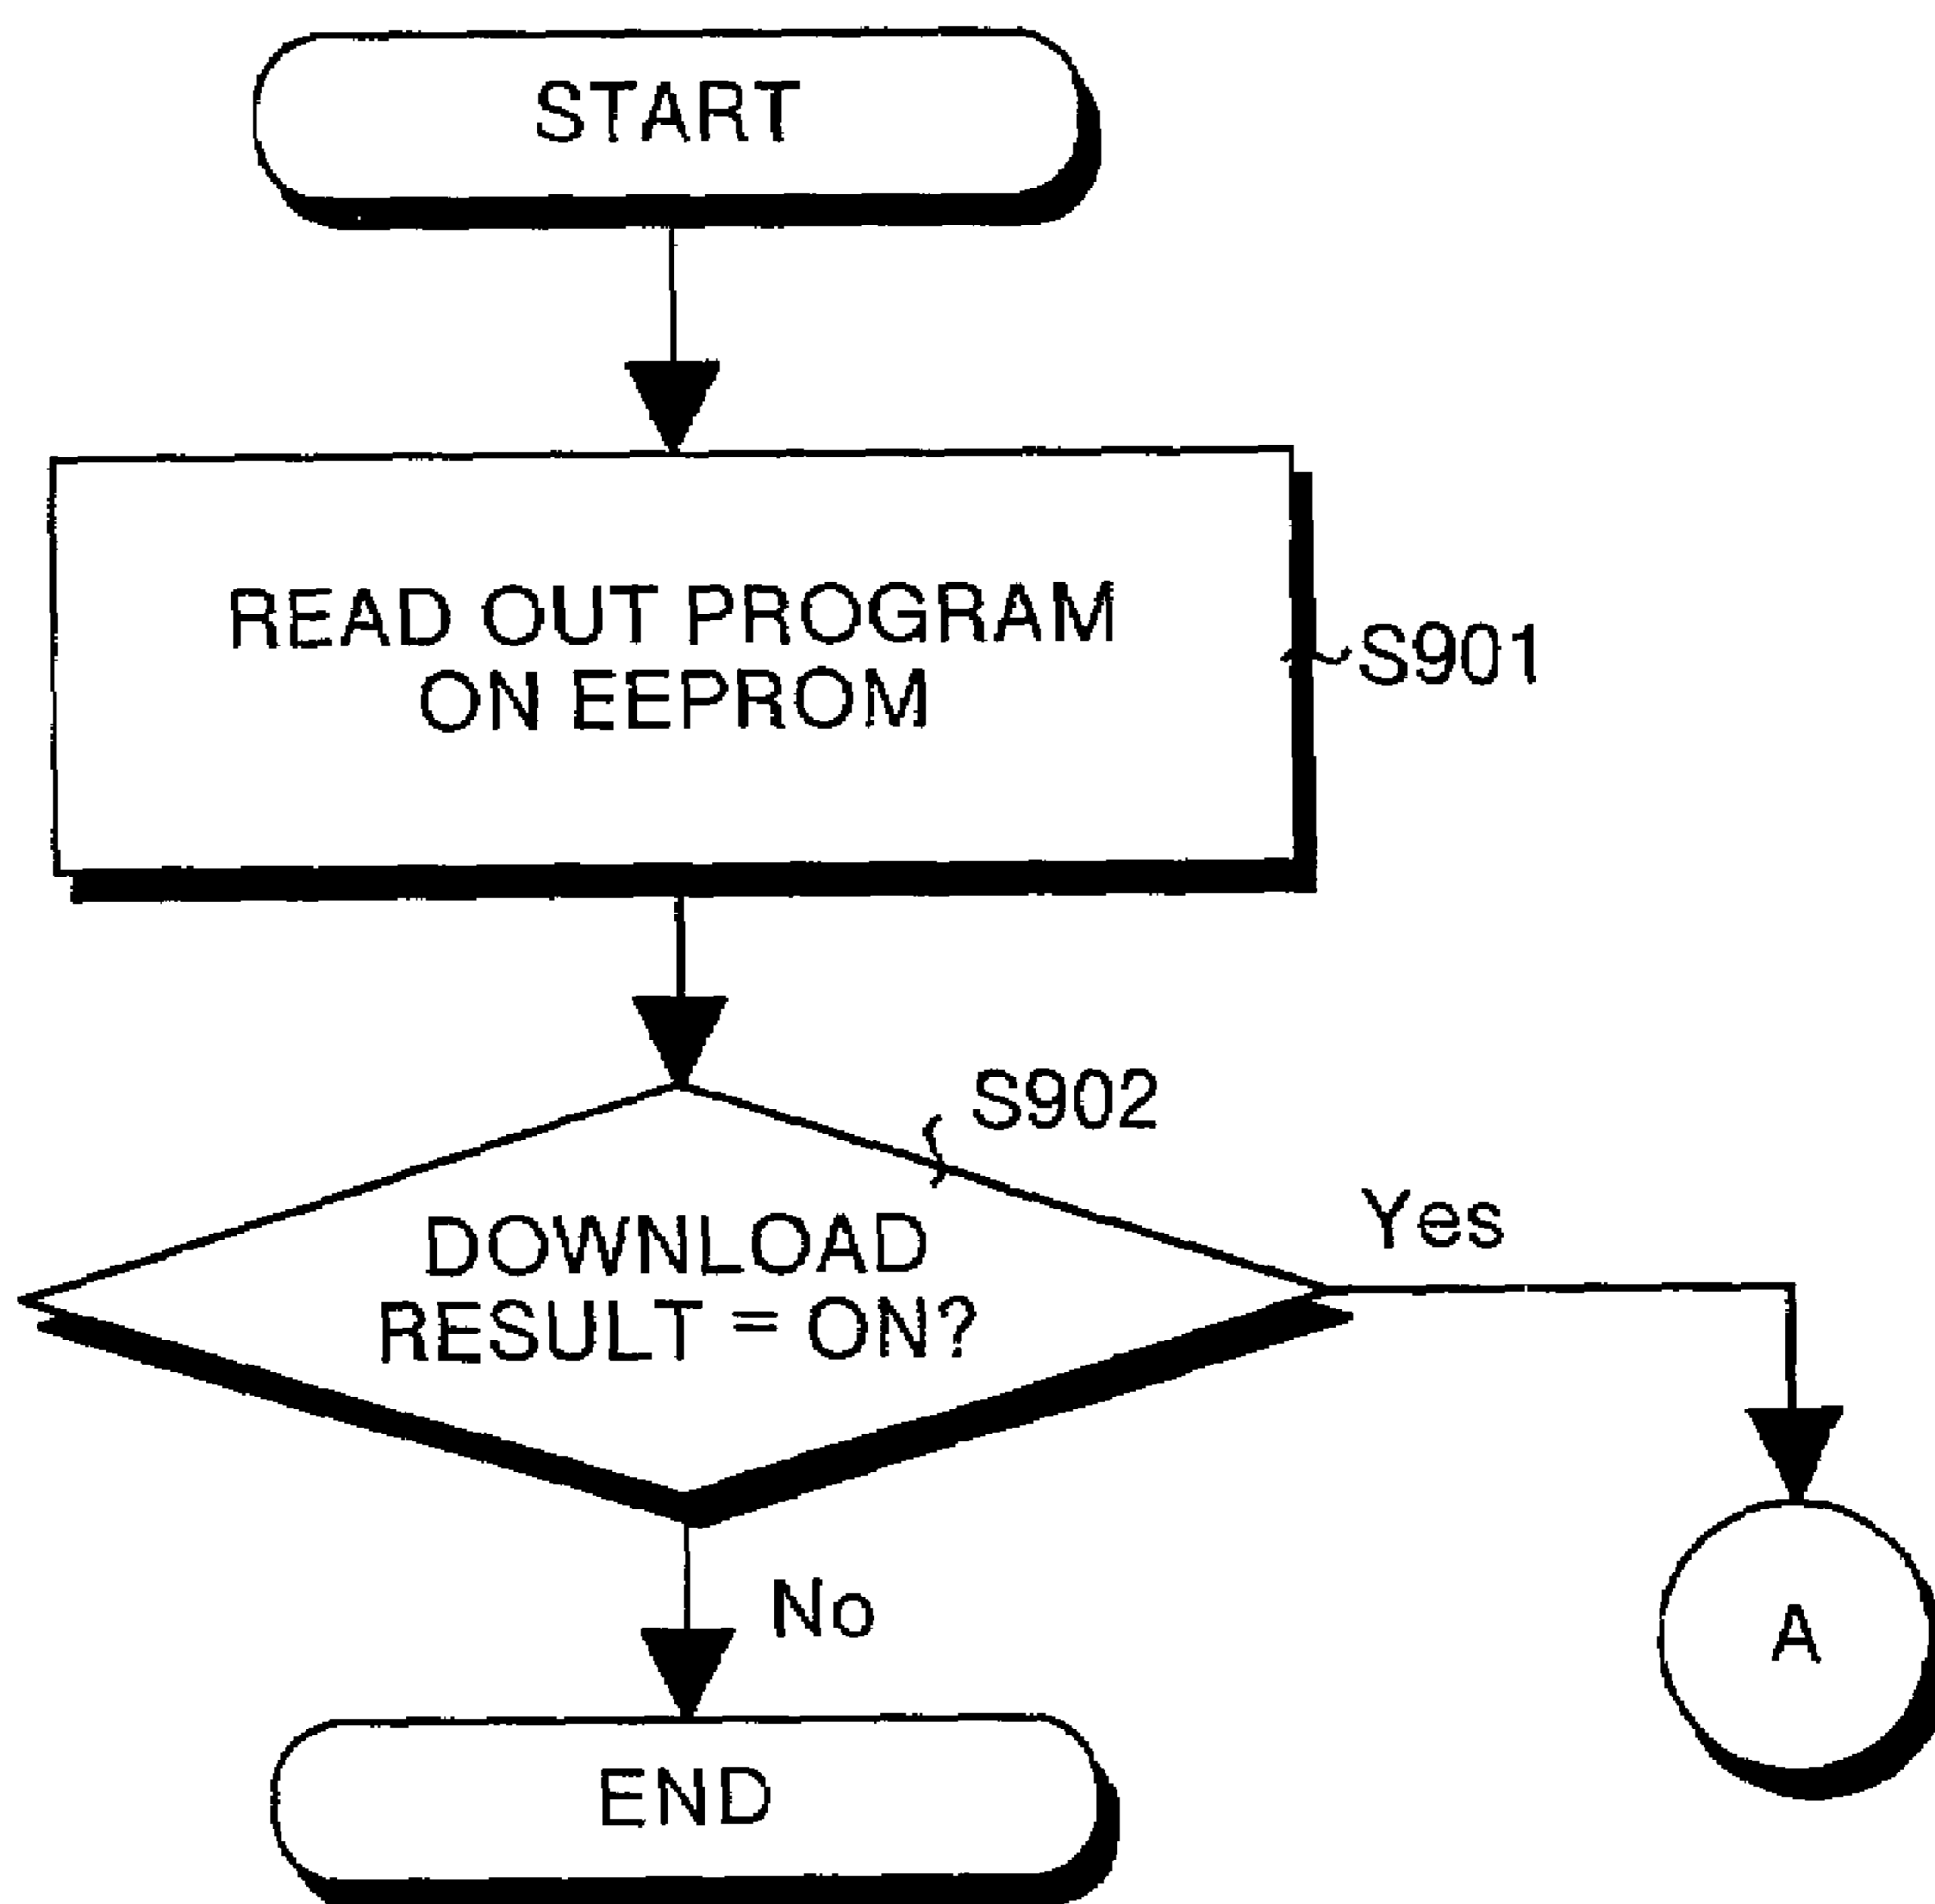 START
READ OUT PROGRAM
ON EEPROM
S901
S902
DOWNLOAD
RESULT = ON?
Yes
No
A
END